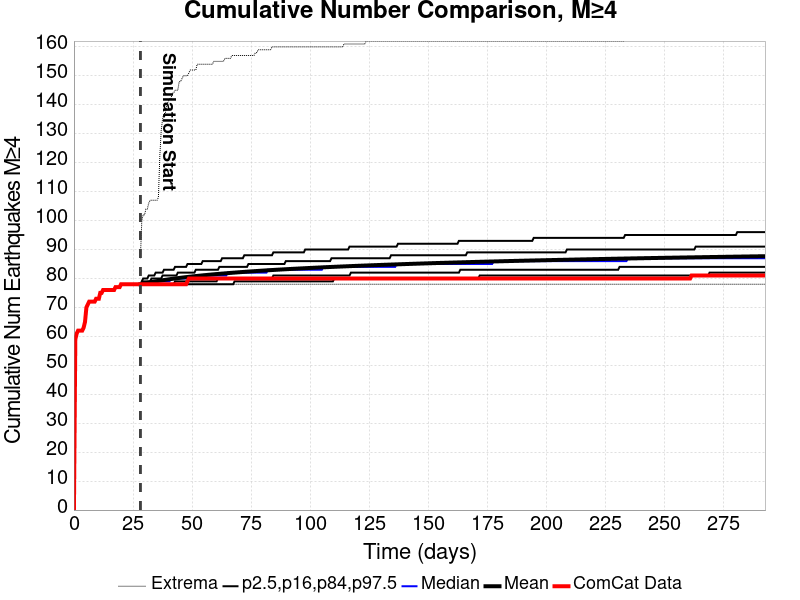 Cumulative Number Comparison, M≥4
Cumulative Num Earthquakes M≥4
160
150
140
130
120
110
100
90
80
70
60
50
40
30
20
10
0
Simulation Start
0 25 50 75 100 125 150 175 200 225 250 275
Time (days)
Extrema p2.5,p16,p84,p97.5 Median Mean ComCat Data